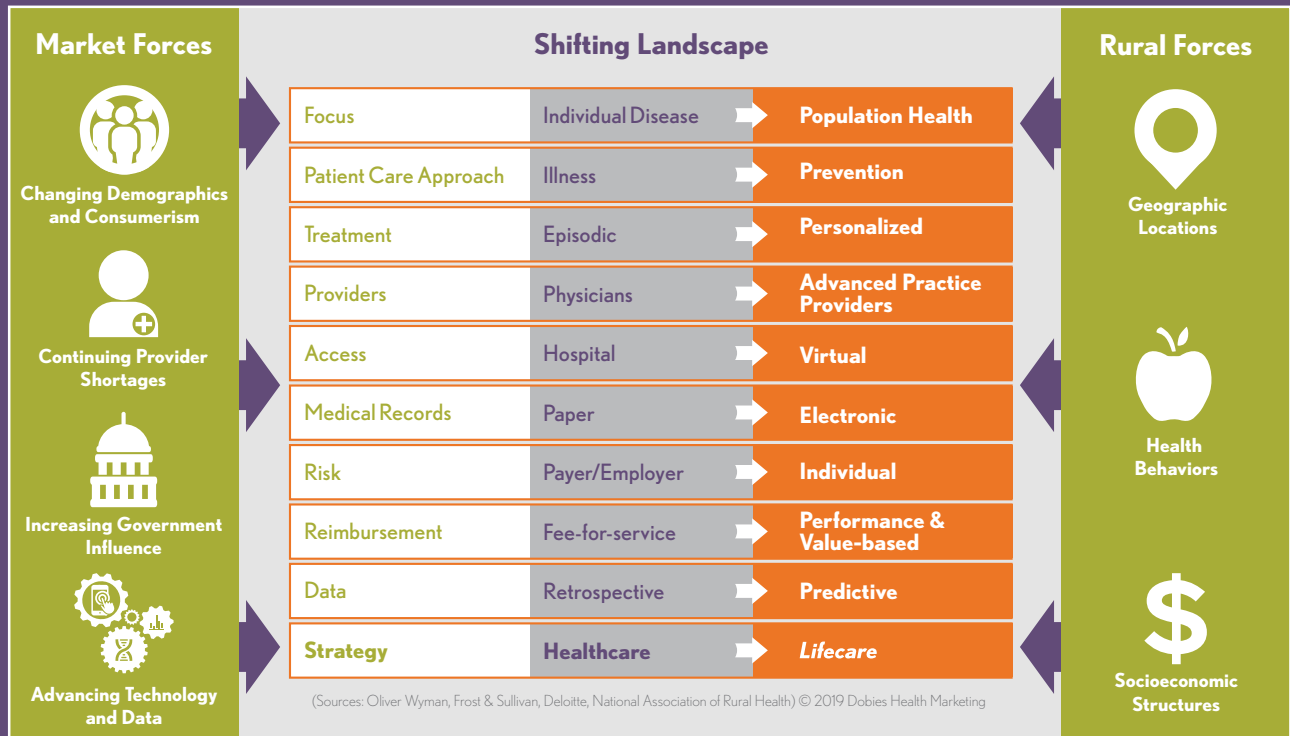 Market Forces
Changing Demographics
and Consumerism
Continuing Provider
Shortages
Increasing Government
Influence
Advancing Technology
and Data
Shifting Landscape
Focus Individual Disease Population Health
Patient Care Approach Illness Prevention
Treatment Episodic Personalized
Providers Physicians Advanced Practice
Providers
Access Hospital Virtual
Medical Records Paper Electronic
Risk Payer/Employer Individual
Reimbursement Fee-for-service Performance &
Value-based
Data Retrospective Predictive
Strategy Healthcare Lifecare
(Sources: Oliver Wyman, Frost & Sullivan, Deloitte, National Association of Rural Health) © 2019 Dobies Health Marketing
Rural Forces
Geographic
Locations
Health
Behaviors
$
Socioeconomic
Structures